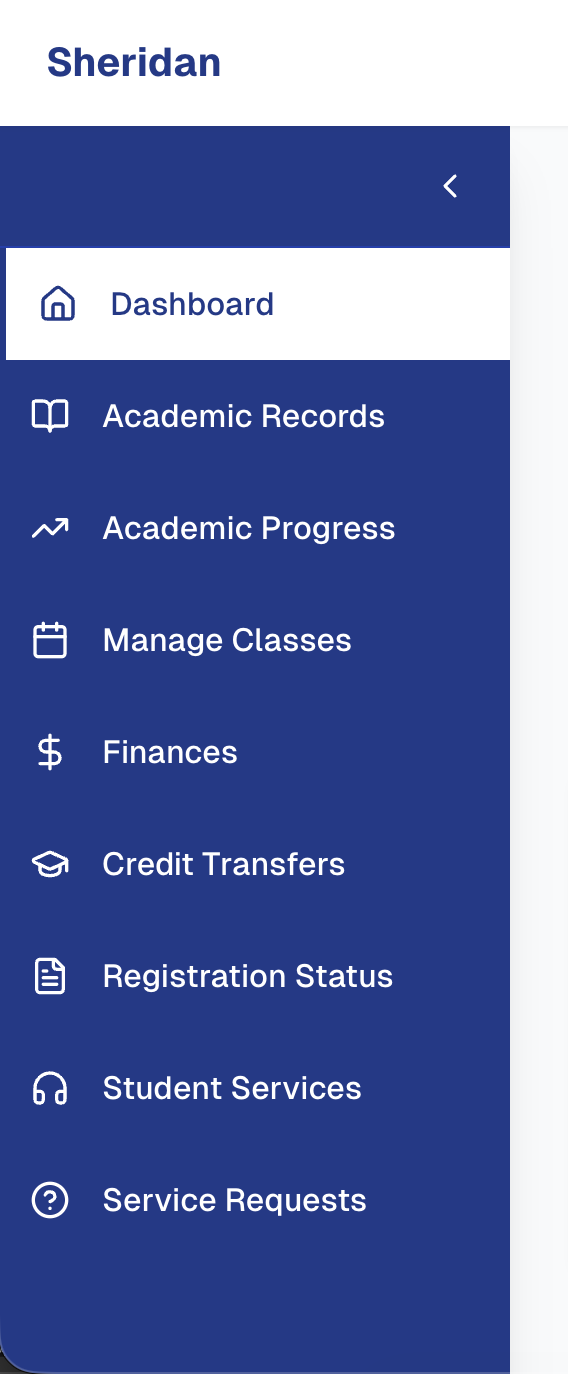 Sheridan
Dashboard
Academic Records
Academic Progress
Manage Classes
Finances
Credit Transfers
Registration Status
Student Services
Service Requests